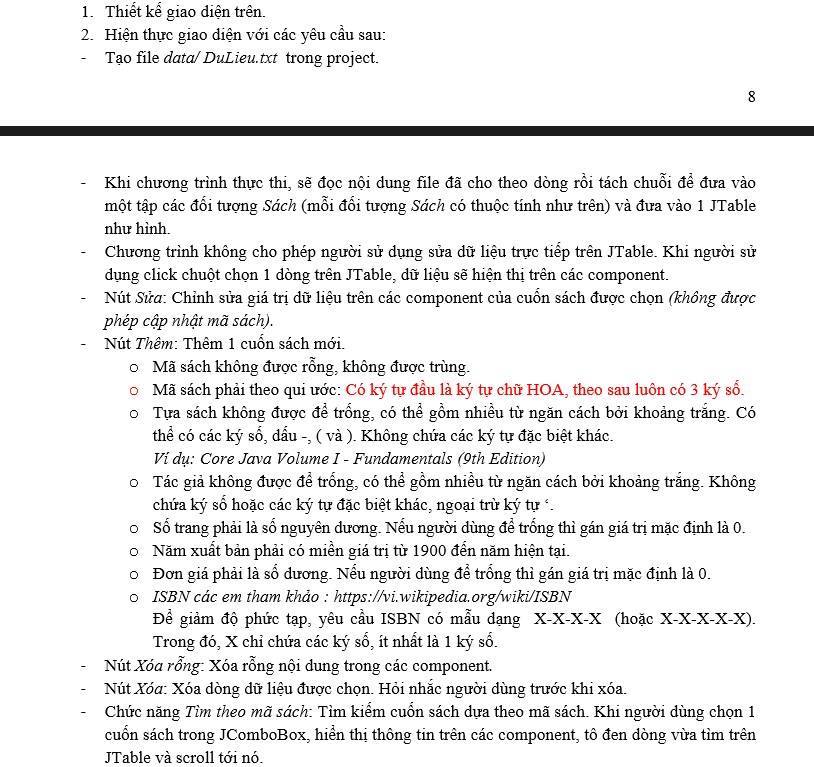 1. Thiết kế giao diện trên.
2. Hiện thực giao diện với các yêu cầu sau:
- Tạo file data/ DuLieu.txt trong project.
8
- Khi chương trình thực thi, sẽ đọc nội dung file đã cho theo dòng rồi tách chuỗi để đưa vào
một tập các đối tượng Sách (mỗi đối tượng Sách có thuộc tính như trên) và đưa vào 1 JTable
như hình.
- Chương trình không cho phép người sử dụng sửa dữ liệu trực tiếp trên JTable. Khi người sử
dụng click chuột chọn 1 dòng trên JTable, dữ liệu sẽ hiện thị trên các component.
- Nút Sửa: Chỉnh sửa giá trị dữ liệu trên các component của cuốn sách được chọn (không được
phép cập nhật mã sách).
- Nút Thêm: Thêm 1 cuốn sách mới.
o Mã sách không được rỗng, không được trùng.
o Mã sách phải theo qui ước: Có ký tự đầu là ký tự chữ HOA, theo sau luôn có 3 ký số.
o Tựa sách không được để trống, có thể gồm nhiều từ ngăn cách bởi khoảng trắng. Có
thể có các ký số, dấu -, ( và ). Không chứa các ký tự đặc biệt khác.
Ví dụ: Core Java Volume I - Fundamentals (9th Edition)
o Tác giả không được để trống, có thể gồm nhiều từ ngăn cách bởi khoảng trắng. Không
chứa ký số hoặc các ký tự đặc biệt khác, ngoại trừ ký tự ‘.
o Số trang phải là số nguyên dương. Nếu người dùng để trống thì gán giá trị mặc định là 0.
o Năm xuất bản phải có miền giá trị từ 1900 đến năm hiện tại.
o Đơn giá phải là số dương. Nếu người dùng để trống thì gán giá trị mặc định là 0.
o ISBN các em tham khảo : https://vi.wikipedia.org/wiki/ISBN
Để giảm độ phức tạp, yêu cầu ISBN có mẫu dạng X-X-X-X (hoặc X-X-X-X-X).
Trong đó, X chỉ chứa các ký số, ít nhất là 1 ký số.
- Nút Xóa rỗng: Xóa rỗng nội dung trong các component.
- Nút Xóa: Xóa dòng dữ liệu được chọn. Hỏi nhắc người dùng trước khi xóa.
- Chức năng Tìm theo mã sách: Tìm kiếm cuốn sách dựa theo mã sách. Khi người dùng chọn 1
cuốn sách trong JComboBox, hiển thị thông tin trên các component, tô đen dòng vừa tìm trên
JTable và scroll tới nó.